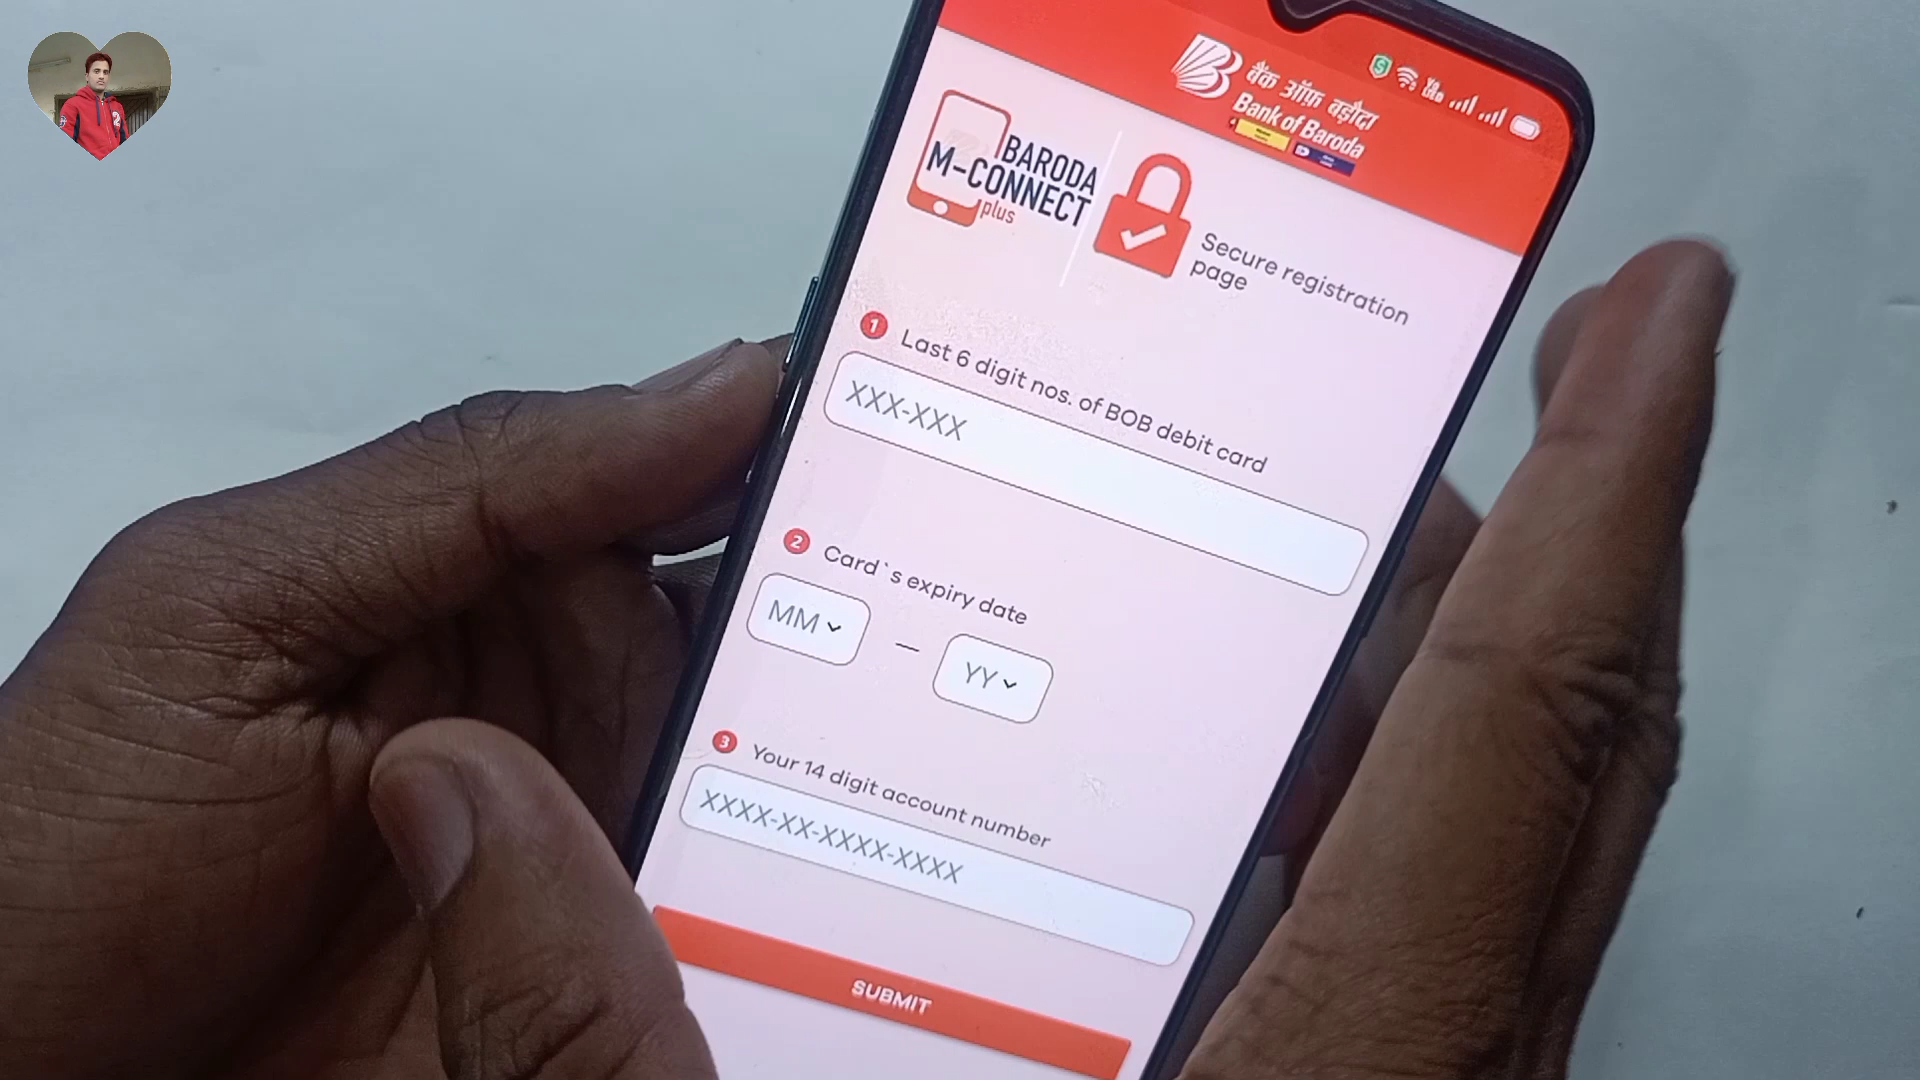 बैंक ऑफ़ बड़ौदा
Bank of Baroda
BARODA
M-CONNECT
plus
Secure registration
page
1 Last 6 digit nos. of BOB debit card
XXX-XXX
2 Card`s expiry date
MM — YY
3 Your 14 digit account number
XXXX-XX-XXXX-XXXX
SUBMIT